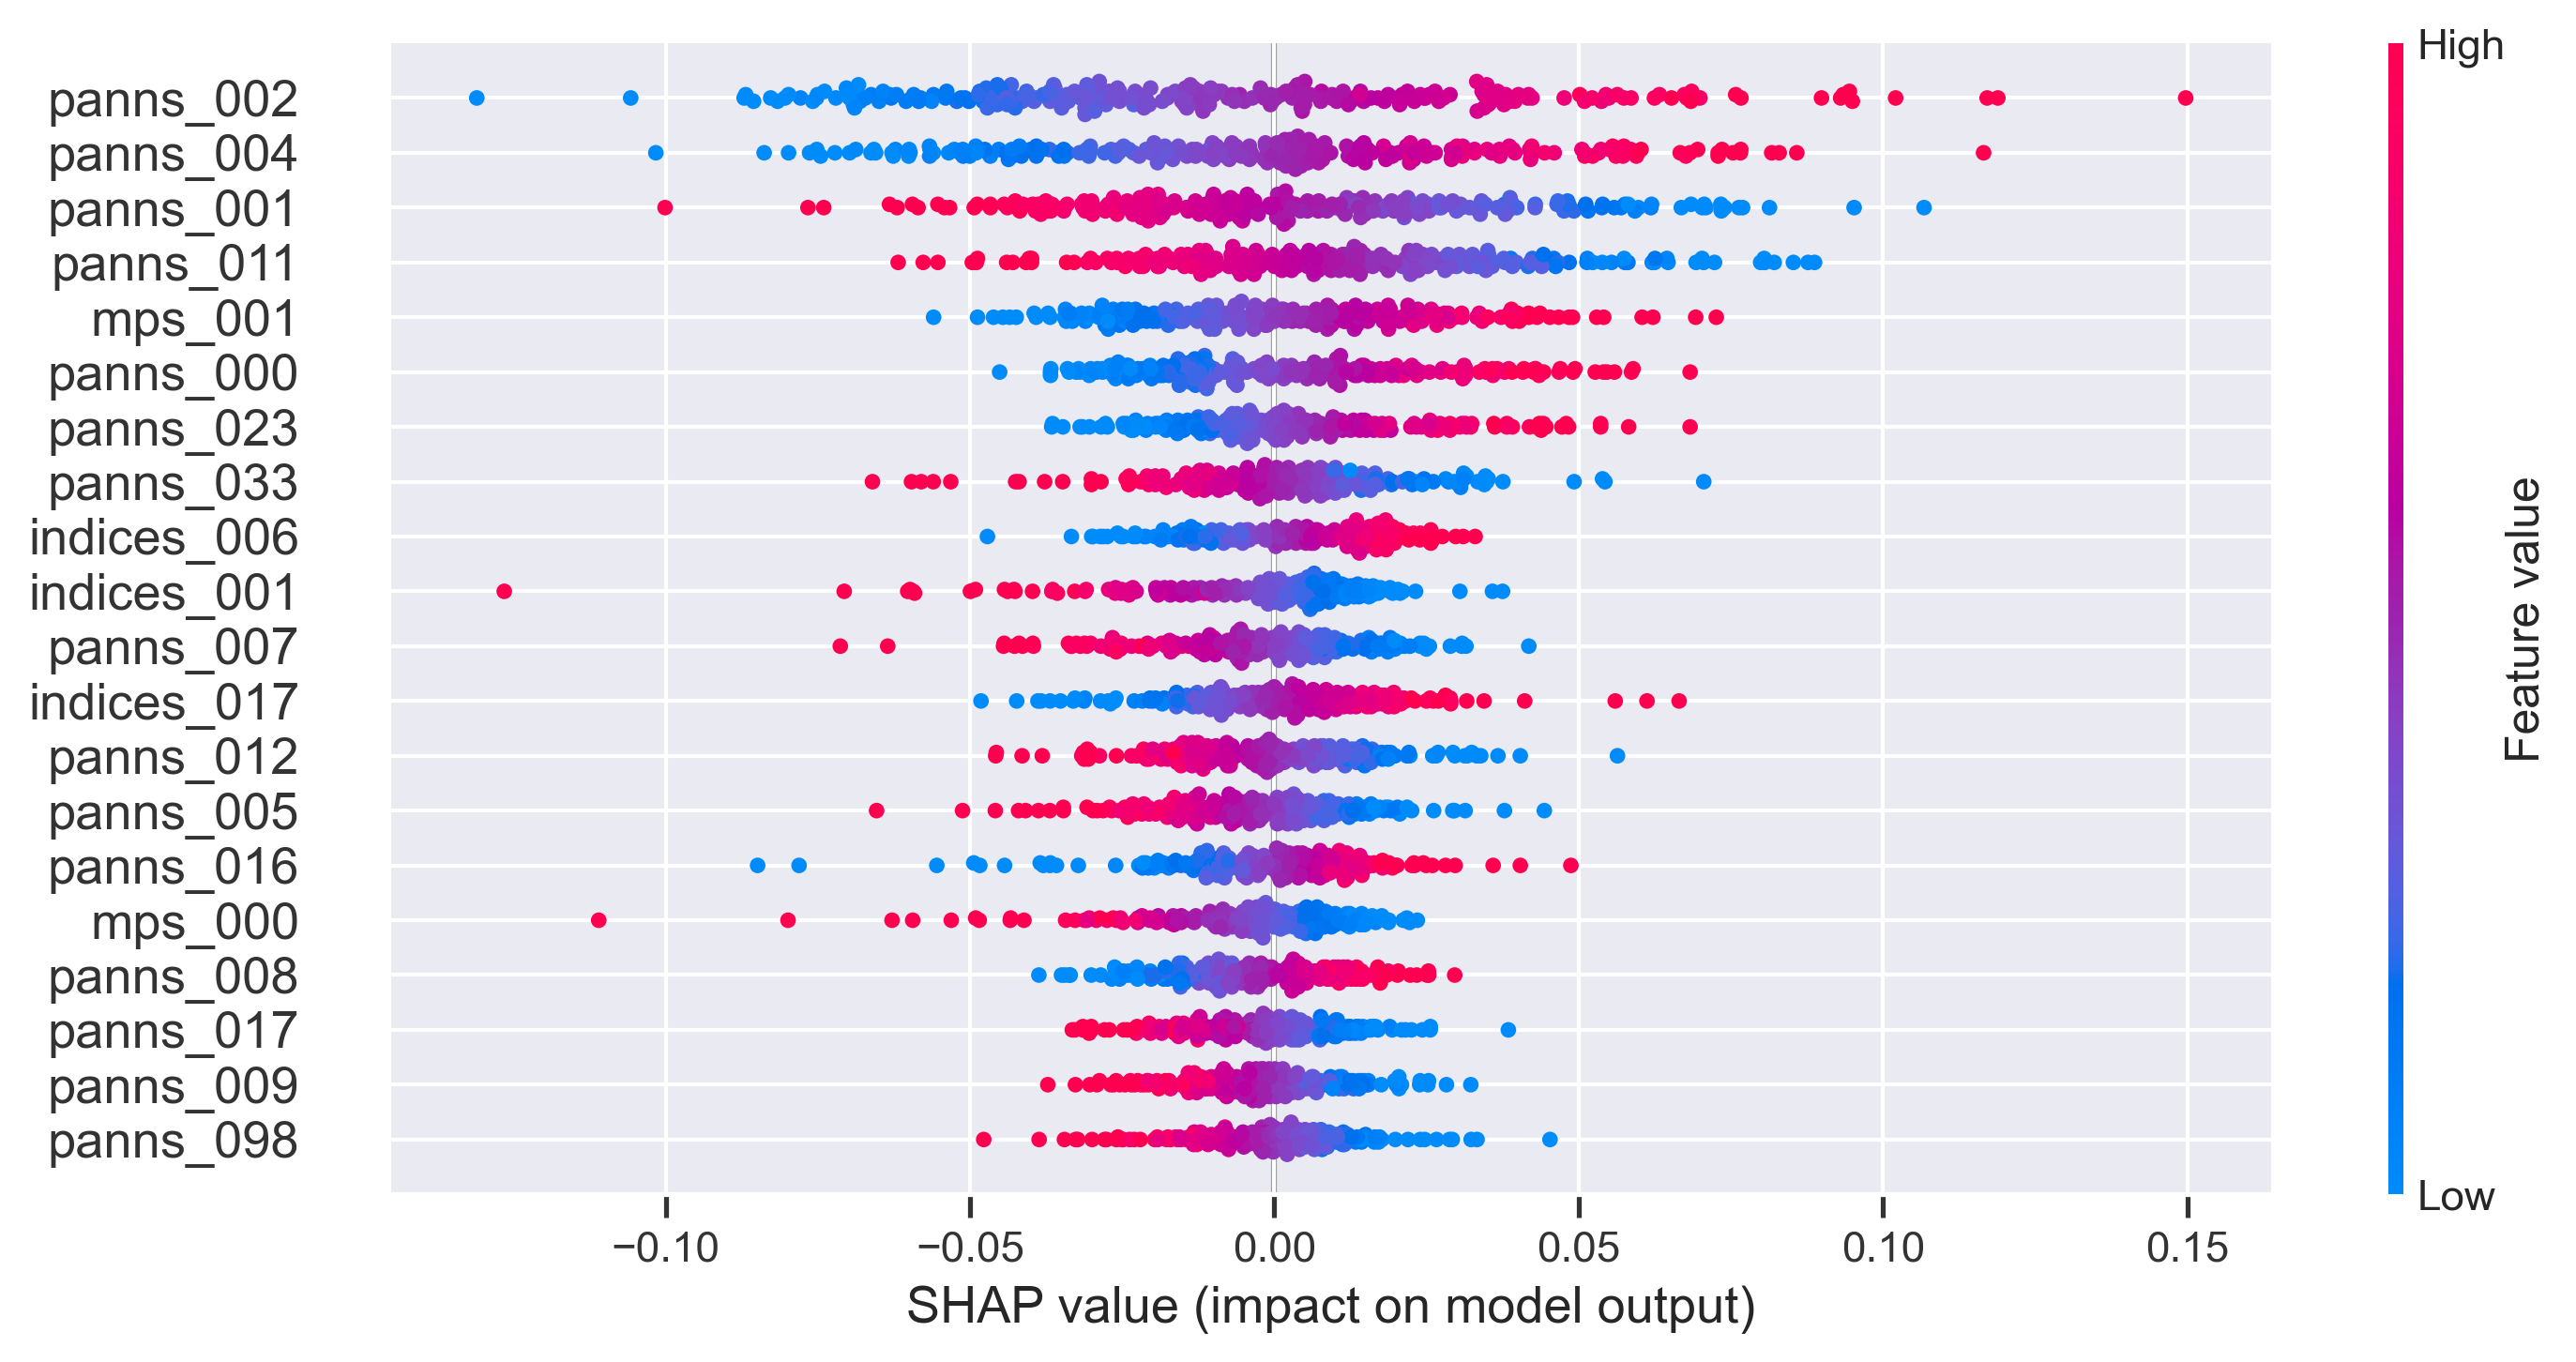 High
panns_002
panns_004
panns_001
panns_011
mps_001
panns_000
panns_023
panns_033
indices_006
indices_001
panns_007
indices_017
panns_012
panns_005
panns_016
mps_000
panns_008
panns_017
panns_009
panns_098
Feature value
Low
−0.10 −0.05 0.00 0.05 0.10 0.15
SHAP value (impact on model output)